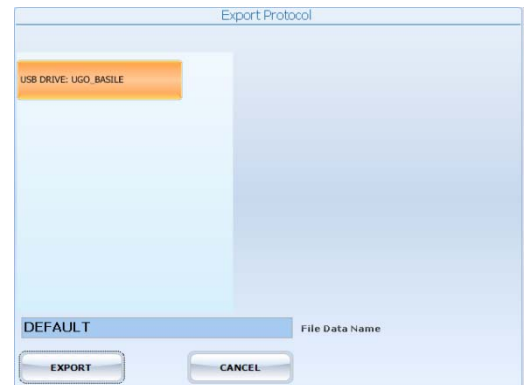 Export Protocol
USB DRIVE: UGO_BASILE
DEFAULT
File Data Name
EXPORT
CANCEL